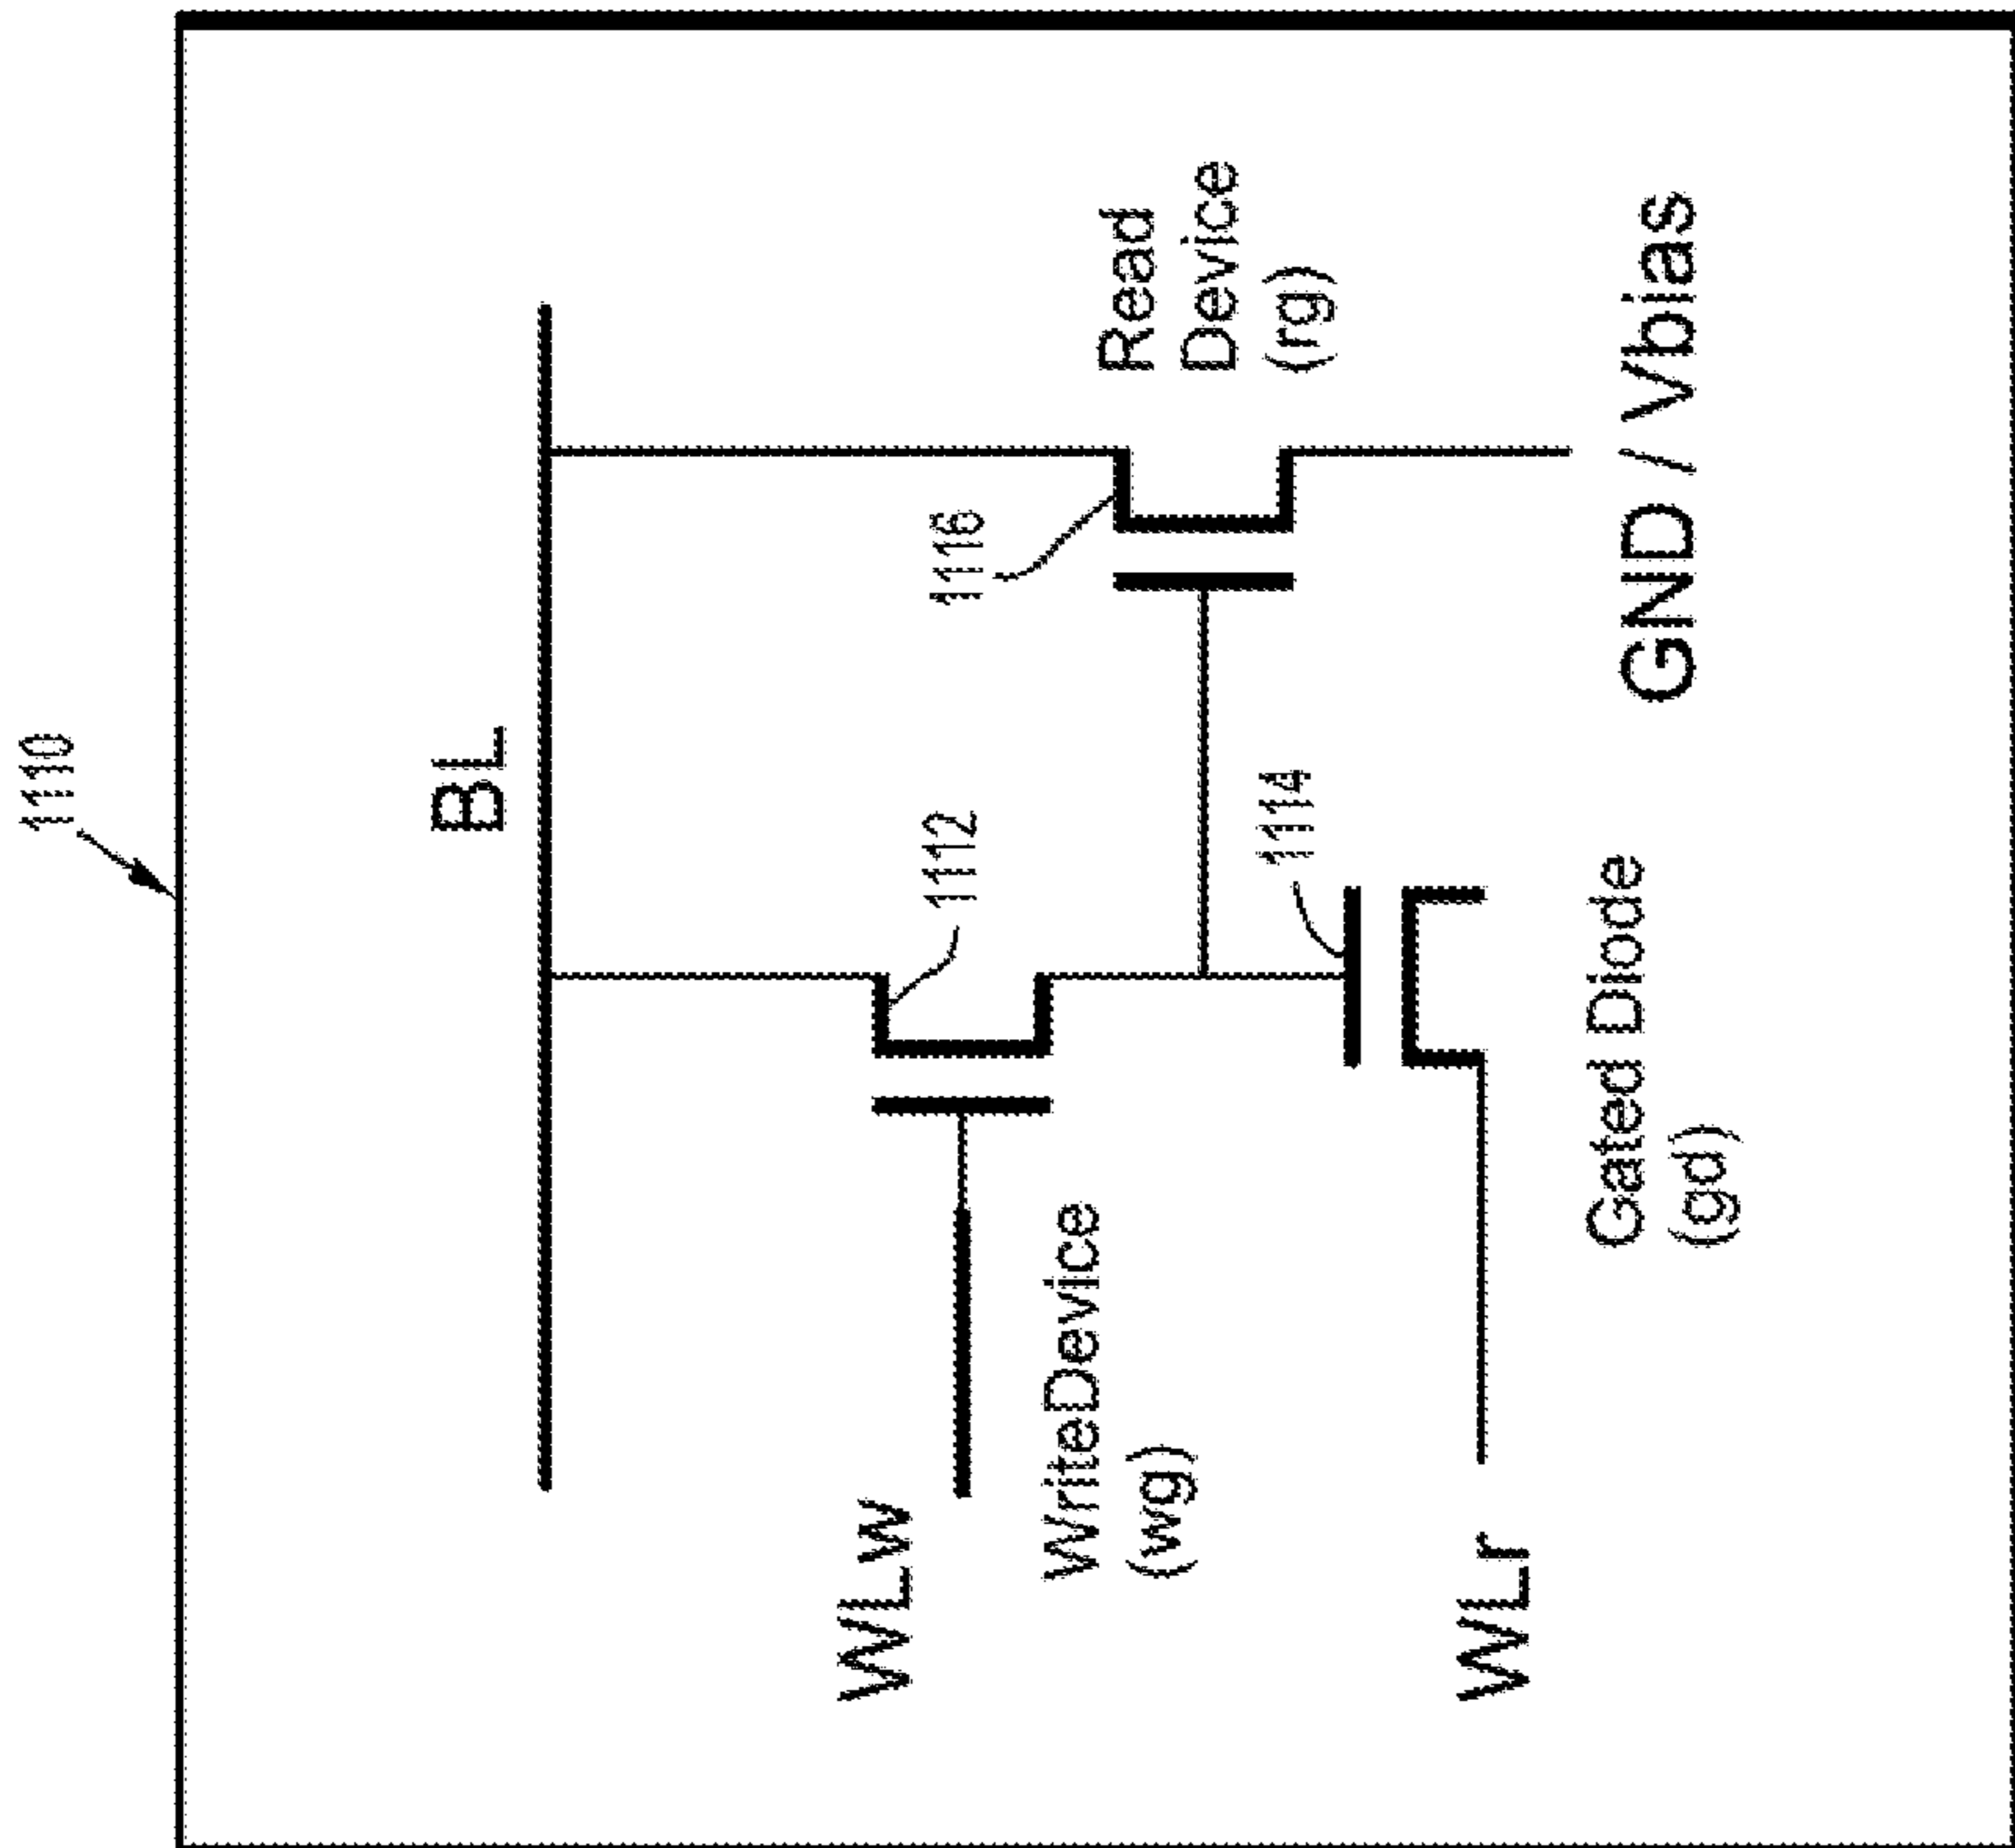 1110
BL
WLw
1112
1116
WriteDevice
(wg)
Read
Device
(rg)
1114
WLr
Gated Diode
(gd)
GND / Vbias